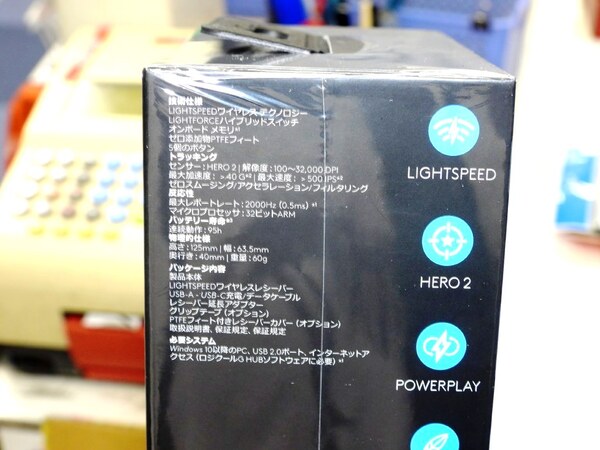 技術仕様
LIGHTSPEEDワイヤレステクノロジー
LIGHTFORCEハイブリッドスイッチ
オンボード メモリ*¹
ゼロ添加物PTFEフィート
5個のボタン
トラッキング
センサー：HERO 2 | 解像度：100〜32,000 DPI
最大加速度：＞40 G*² | 最大速度：＞500 IPS*²
ゼロスムージング/アクセラレーション/フィルタリング
反応性
最大レポートレート：2000Hz (0.5ms) *¹
マイクロプロセッサ：32ビットARM
バッテリー寿命*³
連続動作：95h
物理的仕様
高さ：125mm | 幅：63.5mm
奥行き：40mm | 重量：60g
パッケージ内容
製品本体
LIGHTSPEEDワイヤレスレシーバー
USB-A - USB-C充電/データケーブル
レシーバー延長アダプター
グリップテープ (オプション)
PTFEフィート付きレシーバーカバー (オプション)
取扱説明書、保証規定、保証規定
必要システム
Windows 10以降のPC、USB 2.0ポート、インターネットア
クセス (ロジクールG HUBソフトウェアに必要) *¹
LIGHTSPEED
HERO 2
POWERPLAY